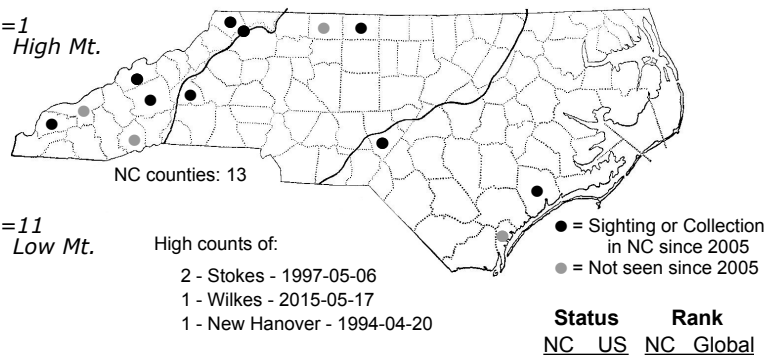 =1
High Mt.
NC counties: 13
=11
Low Mt.
High counts of:
2 - Stokes - 1997-05-06
1 - Wilkes - 2015-05-17
1 - New Hanover - 1994-04-20
= Sighting or Collection
in NC since 2005
= Not seen since 2005
Status Rank
NC US NC Global